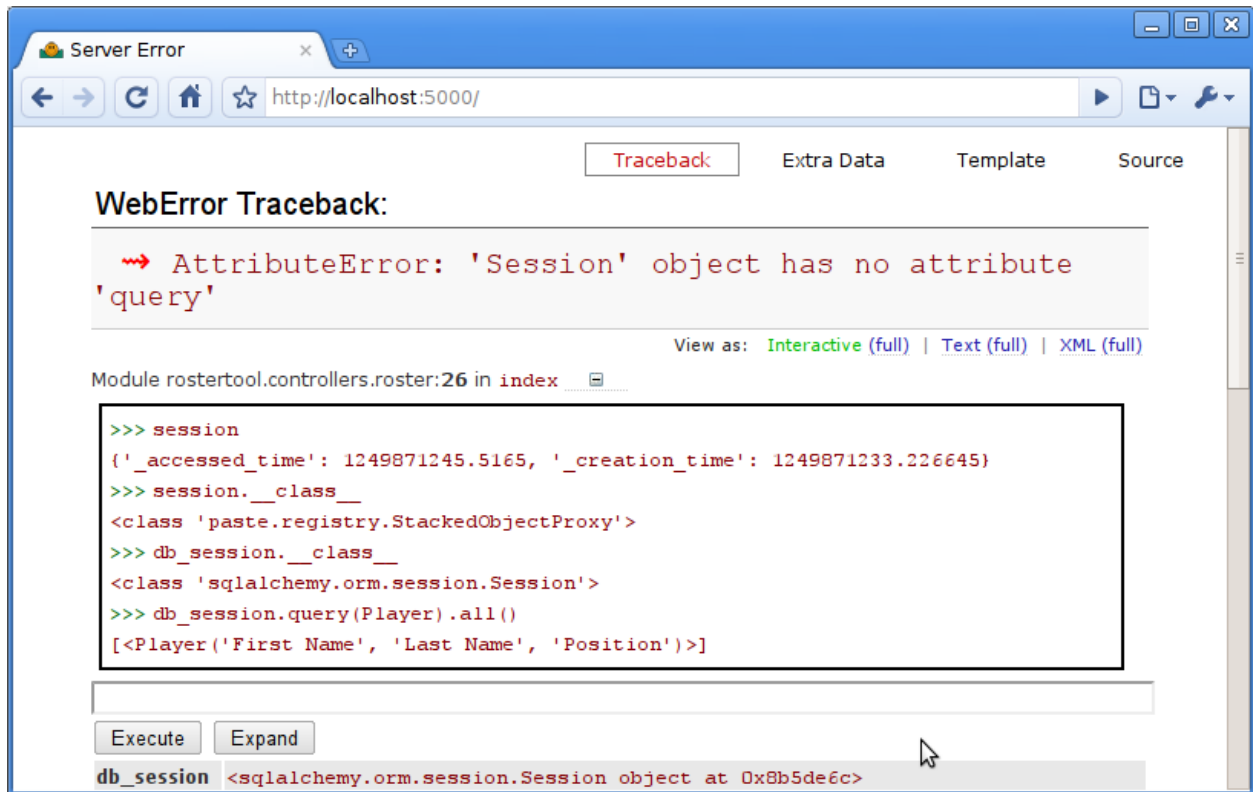 Server Error
http://localhost:5000/
Traceback Extra Data Template Source
WebError Traceback:
⇝ AttributeError: 'Session' object has no attribute
'query'
View as: Interactive (full) | Text (full) | XML (full)
Module rostertool.controllers.roster:26 in index
>>> session
{'_accessed_time': 1249871245.5165, '_creation_time': 1249871233.226645}
>>> session.__class__
<class 'paste.registry.StackedObjectProxy'>
>>> db_session.__class__
<class 'sqlalchemy.orm.session.Session'>
>>> db_session.query(Player).all()
[<Player('First Name', 'Last Name', 'Position')>]
Execute Expand
db_session <sqlalchemy.orm.session.Session object at 0x8b5de6c>